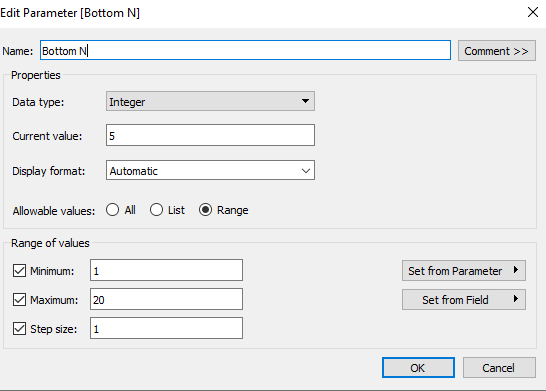 Edit Parameter [Bottom N]
Name: Bottom N Comment >>
Properties
Data type: Integer
Current value: 5
Display format: Automatic
Allowable values: All List Range
Range of values
Minimum: 1 Set from Parameter
Maximum: 20 Set from Field
Step size: 1
OK Cancel